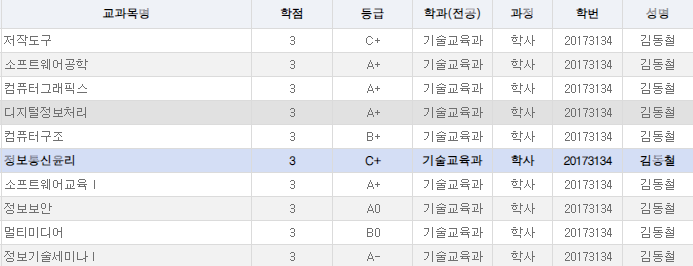 교과목명 학점 등급 학과(전공) 과정 학번 성명
저작도구 3 C+ 기술교육과 학사 20173134 김동철
소프트웨어공학 3 A+ 기술교육과 학사 20173134 김동철
컴퓨터그래픽스 3 A+ 기술교육과 학사 20173134 김동철
디지털정보처리 3 A+ 기술교육과 학사 20173134 김동철
컴퓨터구조 3 B+ 기술교육과 학사 20173134 김동철
정보통신윤리 3 C+ 기술교육과 학사 20173134 김동철
소프트웨어교육Ⅰ 3 A+ 기술교육과 학사 20173134 김동철
정보보안 3 A0 기술교육과 학사 20173134 김동철
멀티미디어 3 B0 기술교육과 학사 20173134 김동철
정보기술세미나Ⅰ 3 A- 기술교육과 학사 20173134 김동철